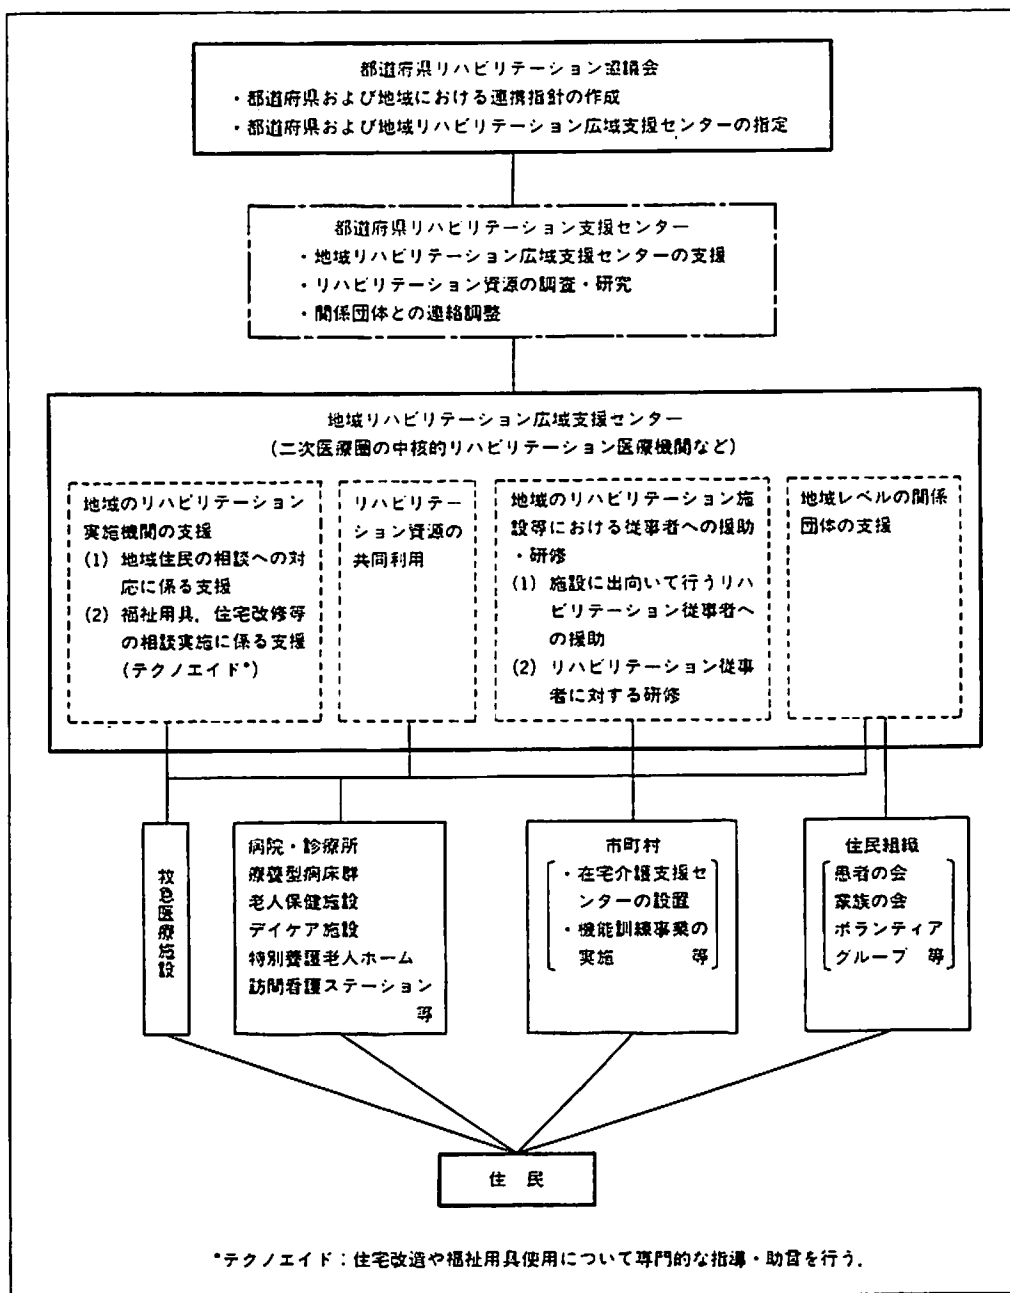 都道府県リハビリテーション協議会
・都道府県および地域における連携指針の作成
・都道府県および地域リハビリテーション広域支援センターの指定
都道府県リハビリテーション支援センター
・地域リハビリテーション広域支援センターの支援
・リハビリテーション資源の調査・研究
・関係団体との連絡調整
地域リハビリテーション広域支援センター
(二次医療圏の中核的リハビリテーション医療機関など)
地域のリハビリテーション
実施機関の支援
(1) 地域住民の相談への対
応に係る支援
(2) 福祉用具，住宅改修等
の相談実施に係る支援
(テクノエイド*)
リハビリテー
ション資源の
共同利用
地域のリハビリテーション施
設等における従事者への援助
・研修
(1) 施設に出向いて行うリハ
ビリテーション従事者へ
の援助
(2) リハビリテーション従事
者に対する研修
地域レベルの関係
団体の支援
救急医療施設
病院・診療所
療養型病床群
老人保健施設
デイケア施設
特別養護老人ホーム
訪問看護ステーション
等
市町村
・在宅介護支援セ
ンターの設置
・機能訓練事業の
実施 等
住民組織
患者の会
家族の会
ボランティア
グループ 等
住 民
*テクノエイド：住宅改造や福祉用具使用について専門的な指導・助言を行う．